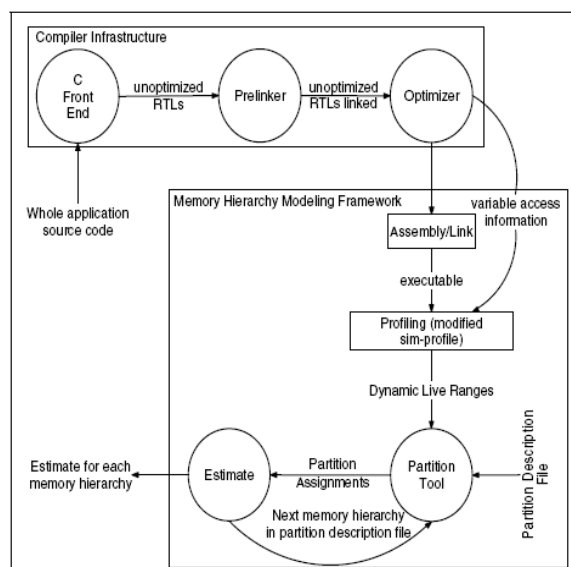 Compiler Infrastructure
C
Front
End
unoptimized
RTLs
Prelinker
unoptimized
RTLs linked
Optimizer
Whole application
source code
Memory Hierarchy Modeling Framework
variable access
information
Assembly/Link
executable
Profiling (modified
sim-profile)
Dynamic Live Ranges
Estimate for each
memory hierarchy
Estimate
Partition
Assignments
Partition
Tool
Partition Description
File
Next memory hierarchy
in partition description file